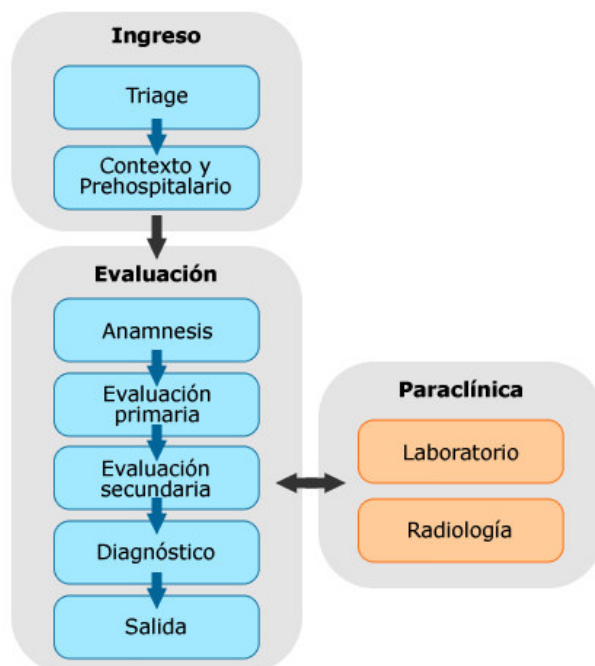 Ingreso
Triage
Contexto y
Prehospitalario
Evaluación
Anamnesis
Evaluación
primaria
Evaluación
secundaria
Diagnóstico
Salida
Paraclínica
Laboratorio
Radiología